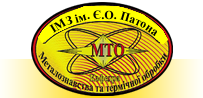 ІМЗ ім. Є.О. Патона
МТО
Металознавства та термічної обробки